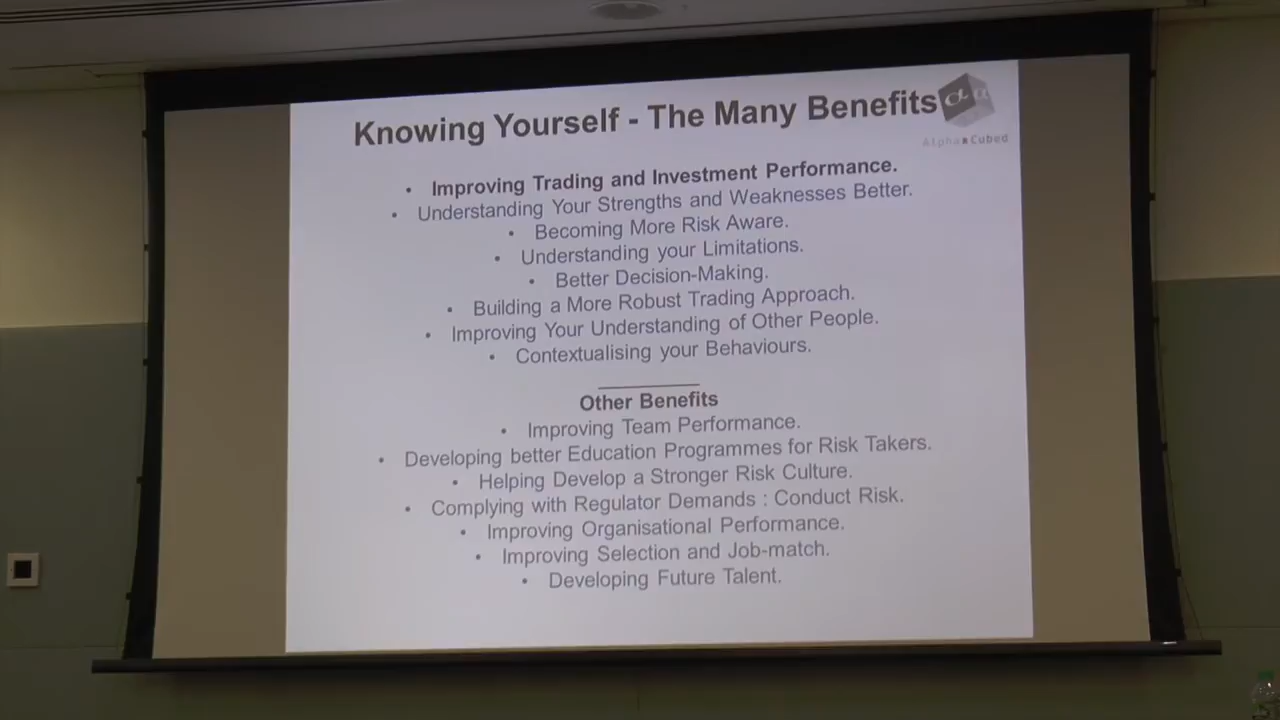 Knowing Yourself - The Many Benefits
Alpha Cubed
• Improving Trading and Investment Performance.
• Understanding Your Strengths and Weaknesses Better.
• Becoming More Risk Aware.
• Understanding your Limitations.
• Better Decision-Making.
• Building a More Robust Trading Approach.
• Improving Your Understanding of Other People.
• Contextualising your Behaviours.
Other Benefits
• Improving Team Performance.
• Developing better Education Programmes for Risk Takers.
• Helping Develop a Stronger Risk Culture.
• Complying with Regulator Demands : Conduct Risk.
• Improving Organisational Performance.
• Improving Selection and Job-match.
• Developing Future Talent.